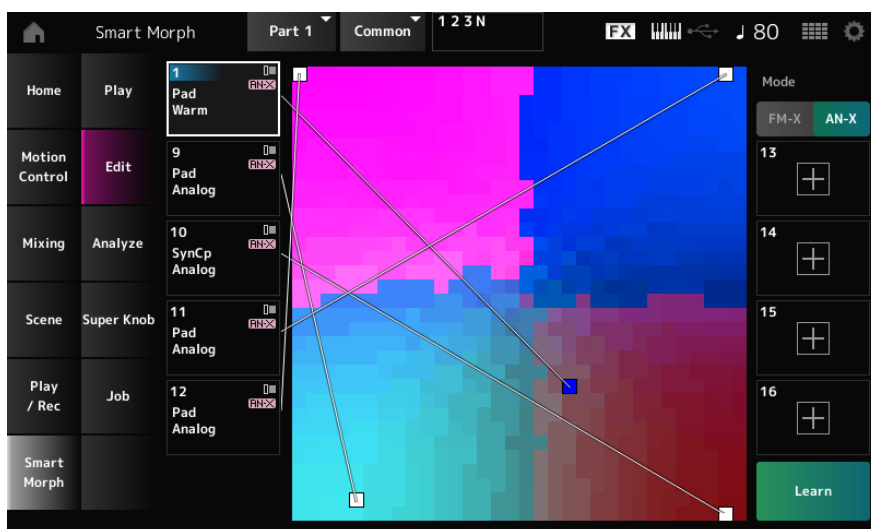 Smart Morph
Part 1
Common
1 2 3 N
FX
♩ 80
Home
Motion
Control
Mixing
Scene
Play
/ Rec
Smart
Morph
Play
Edit
Analyze
Super Knob
Job
1
AN-X
Pad
Warm
9
AN-X
Pad
Analog
10
AN-X
SynCp
Analog
11
AN-X
Pad
Analog
12
AN-X
Pad
Analog
Mode
FM-X AN-X
13
14
15
16
Learn